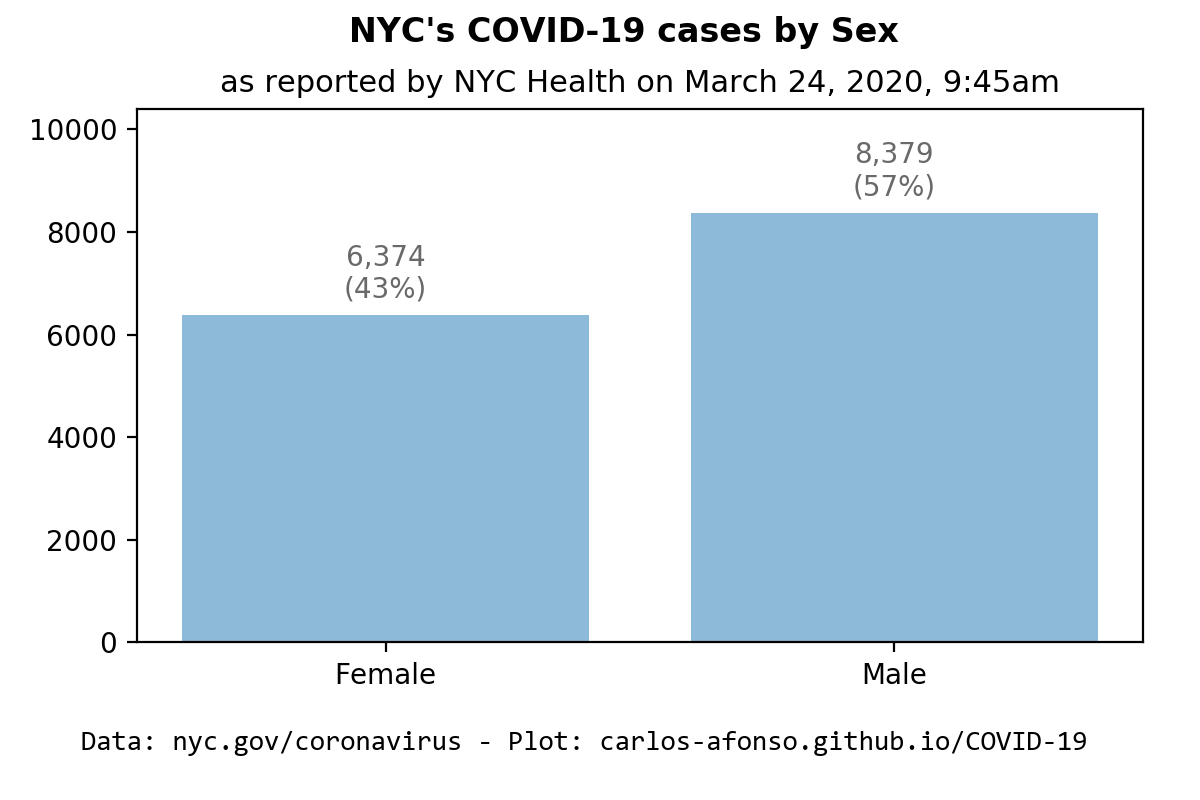 NYC's COVID-19 cases by Sex
as reported by NYC Health on March 24, 2020, 9:45am
10000
8000
6000
4000
2000
0
6,374
(43%)
8,379
(57%)
Female
Male
Data: nyc.gov/coronavirus - Plot: carlos-afonso.github.io/COVID-19